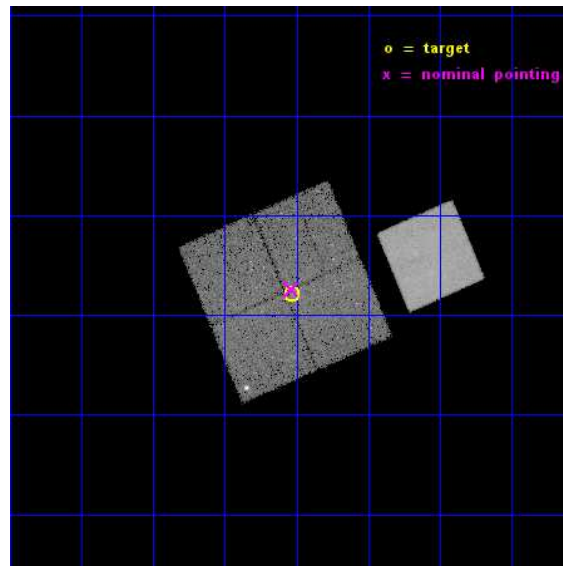 o = target
x = nominal pointing